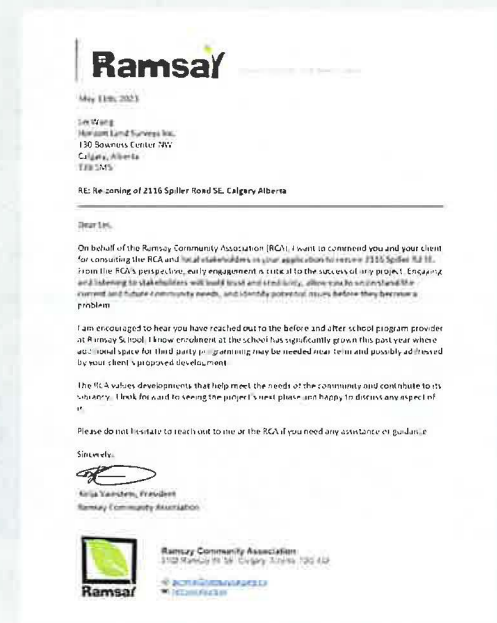 Ramsay
May 11th, 2023
Lei Wang
Horizon Land Surveys Inc.
130 Bowness Center NW
Calgary, Alberta
T3B 5M5
RE: Re-zoning of 2116 Spiller Road SE, Calgary Alberta
Dear Lei,
On behalf of the Ramsay Community Association (RCA), I want to commend you and your client
for consulting the RCA and local stakeholders in your application to rezone 2116 Spiller Rd SE.
From the RCA's perspective, early engagement is critical to the success of any project. Engaging
and listening to stakeholders will build trust and credibility, allow you to understand the
current and future community needs, and identify potential issues before they become a
problem.
I am encouraged to hear you have reached out to the before and after school program provider
at Ramsay School. I know enrolment at the school has significantly grown this past year where
additional space for third party programming may be needed near term and possibly addressed
by your client's proposed development.
The RCA values developments that help meet the needs of the community and contribute to its
vibrancy. I look forward to seeing the project's next phase and happy to discuss any aspect of
it.
Please do not hesitate to reach out to me or the RCA if you need any assistance or guidance.
Sincerely,
President
Ramsay Community Association
Ramsay
Ramsay Community Association
Calgary, Alberta